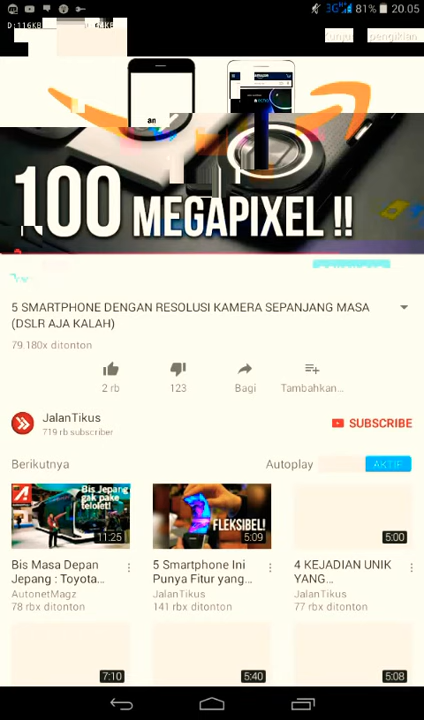 D:116KB
3G
81%
20.05
Kunju
pengiklan
100 MEGAPIXEL !!
5 SMARTPHONE DENGAN RESOLUSI KAMERA SEPANJANG MASA
(DSLR AJA KALAH)
79.180x ditonton
2 rb
123
Bagi
Tambahkan...
JalanTikus
719 rb subscriber
SUBSCRIBE
Berikutnya
Autoplay
AKTIF
Bis Jepang
gak pake
telolet!
11:25
FLEKSIBEL!
5:09
5:00
Bis Masa Depan
Jepang : Toyota...
AutonetMagz
78 rbx ditonton
5 Smartphone Ini
Punya Fitur yang...
JalanTikus
141 rbx ditonton
4 KEJADIAN UNIK
YANG...
JalanTikus
77 rbx ditonton
7:10
5:40
5:08